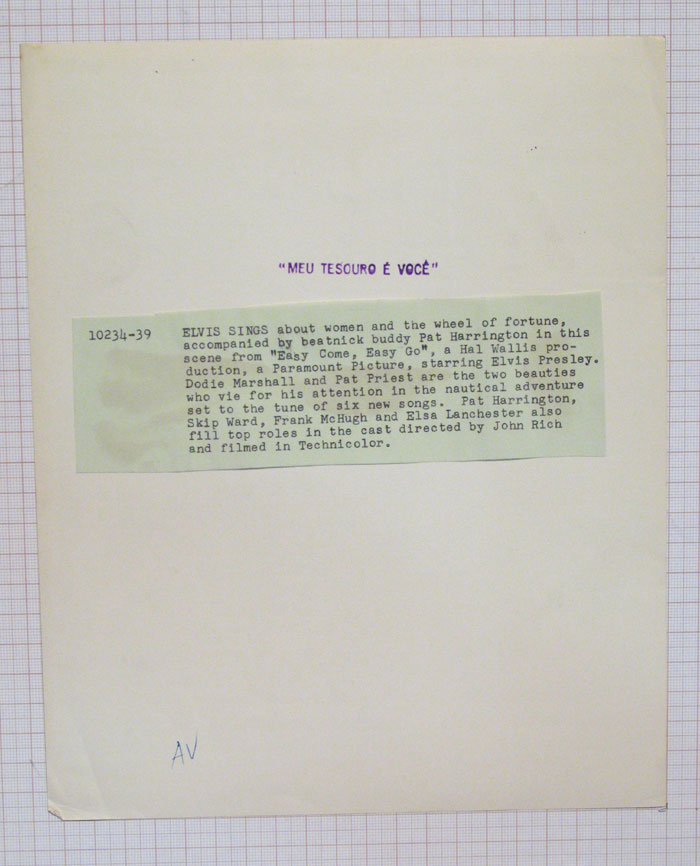 "MEU TESOURO É VOCÊ"
10234-39 ELVIS SINGS about women and the wheel of fortune,
accompanied by beatnick buddy Pat Harrington in this
scene from "Easy Come, Easy Go", a Hal Wallis pro-
duction, a Paramount Picture, starring Elvis Presley.
Dodie Marshall and Pat Priest are the two beauties
who vie for his attention in the nautical adventure
set to the tune of six new songs.  Pat Harrington,
Skip Ward, Frank McHugh and Elsa Lanchester also
fill top roles in the cast directed by John Rich
and filmed in Technicolor.
AV